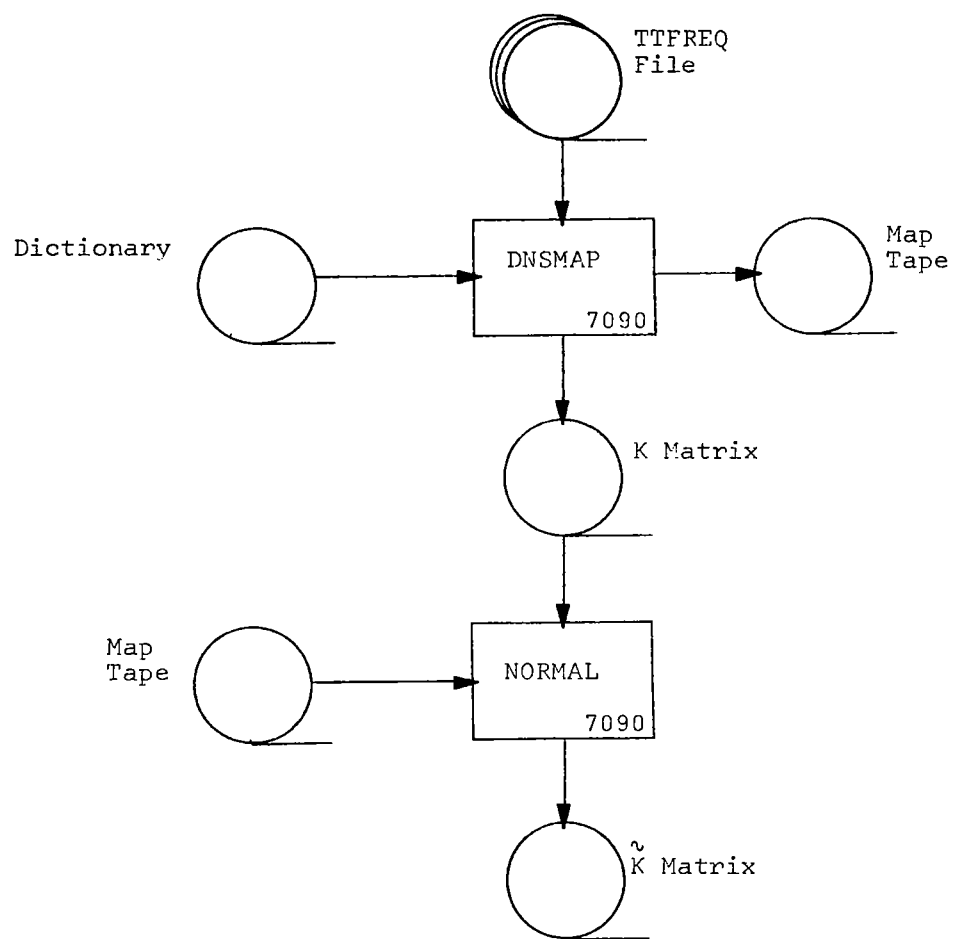 TTFREQ
File
Dictionary
DNSMAP
7090
Map
Tape
K Matrix
Map
Tape
NORMAL
7090
K̃ Matrix